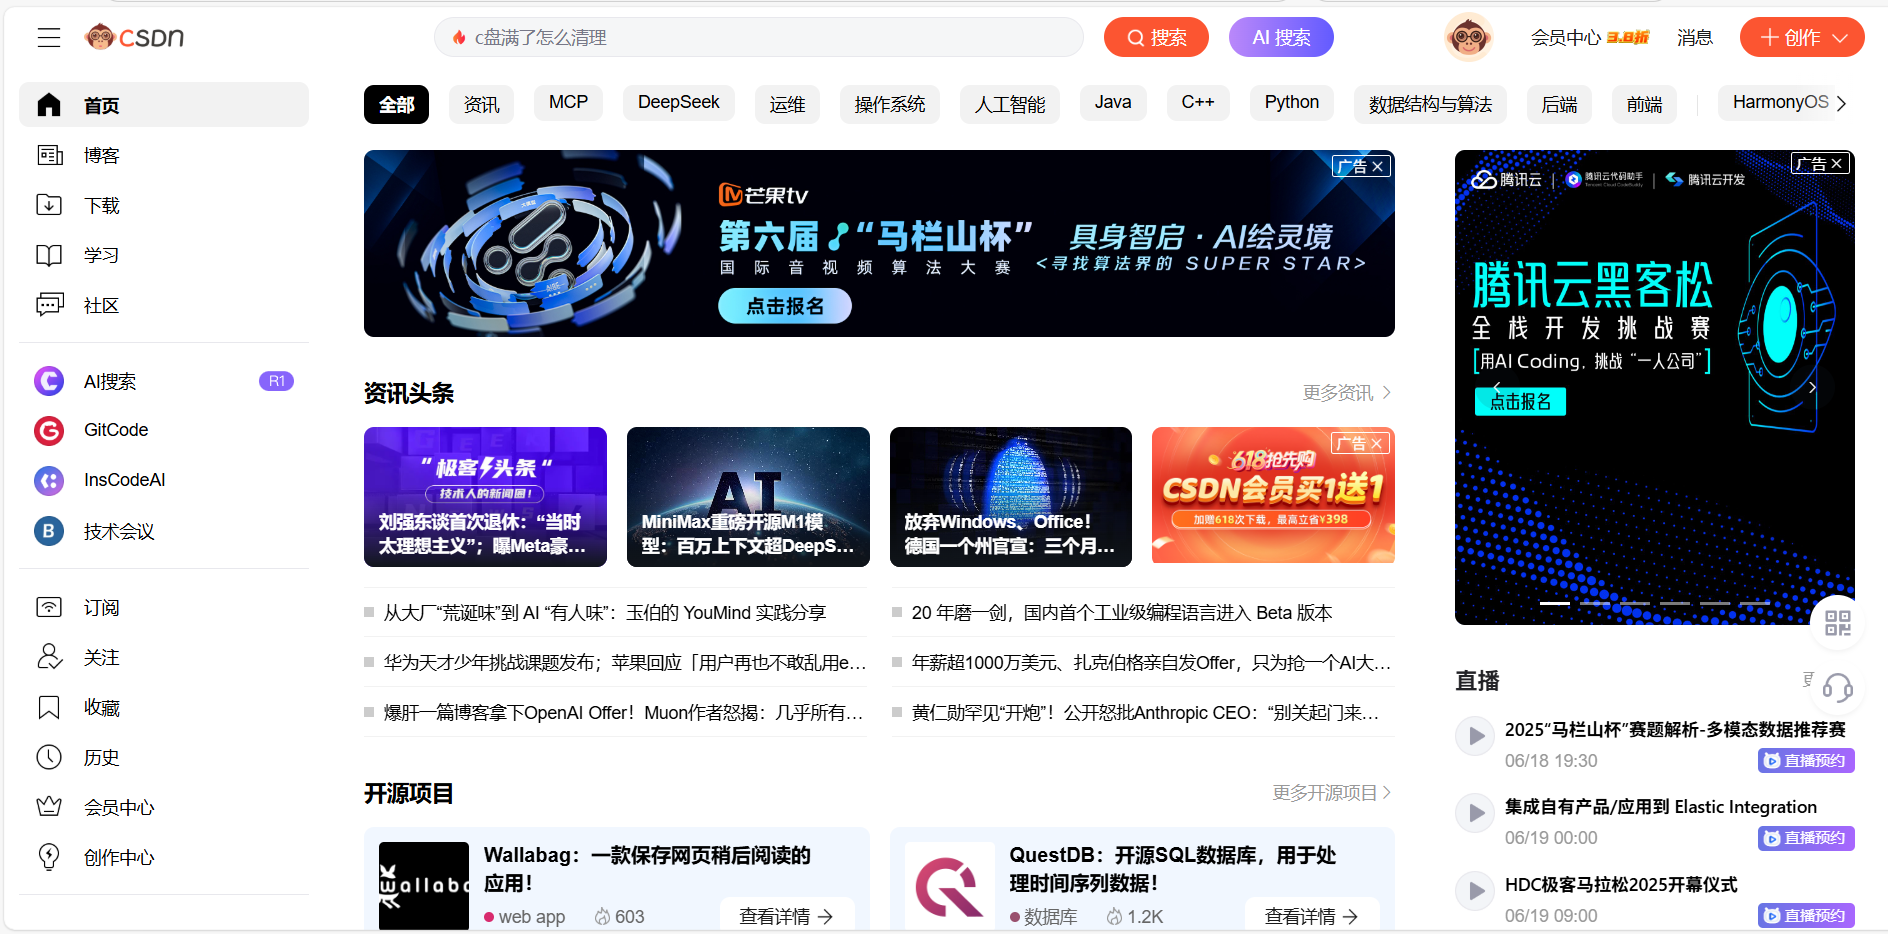 CSDN
c盘满了怎么清理
搜索
AI 搜索
会员中心 3.8折
消息
创作
首页
博客
下载
学习
社区
AI搜索 R1
GitCode
InsCodeAI
技术会议
订阅
关注
收藏
历史
会员中心
创作中心
全部 资讯 MCP DeepSeek 运维 操作系统 人工智能 Java C++ Python 数据结构与算法 后端 前端 HarmonyOS
广告
芒果tv
第六届 “马栏山杯”
国际音视频算法大赛
具身智启·AI绘灵境
<寻找算法界的 SUPER STAR>
点击报名
资讯头条
更多资讯
“极客头条“
技术人的新闻圈！
刘强东谈首次退休：“当时
太理想主义”；曝Meta豪...
AI
MiniMax重磅开源M1模
型：百万上下文超DeepS...
放弃Windows、Office！
德国一个州官宣：三个月...
广告
618抢先购
CSDN会员买1送1
加赠618次下载，最高立省¥398
从大厂“荒诞味”到 AI “有人味”：玉伯的 YouMind 实践分享
20 年磨一剑，国内首个工业级编程语言进入 Beta 版本
华为天才少年挑战课题发布；苹果回应「用户再也不敢乱用e...
年薪超1000万美元、扎克伯格亲自发Offer，只为抢一个AI大...
爆肝一篇博客拿下OpenAI Offer！Muon作者怒揭：几乎所有...
黄仁勋罕见“开炮”！公开怒批Anthropic CEO：“别关起门来...
开源项目
更多开源项目
wallaba
Wallabag：一款保存网页稍后阅读的
应用！
web app 603
查看详情
QuestDB：开源SQL数据库，用于处
理时间序列数据！
数据库 1.2K
查看详情
广告
腾讯云 | 腾讯云代码助手 | 腾讯云开发
Tencent Cloud CodeBuddy
腾讯云黑客松
全栈开发挑战赛
[用AI Coding，挑战 “一人公司”]
点击报名
直播
2025“马栏山杯”赛题解析-多模态数据推荐赛
06/18 19:30
直播预约
集成自有产品/应用到 Elastic Integration
06/19 00:00
直播预约
HDC极客马拉松2025开幕仪式
06/19 09:00
直播预约